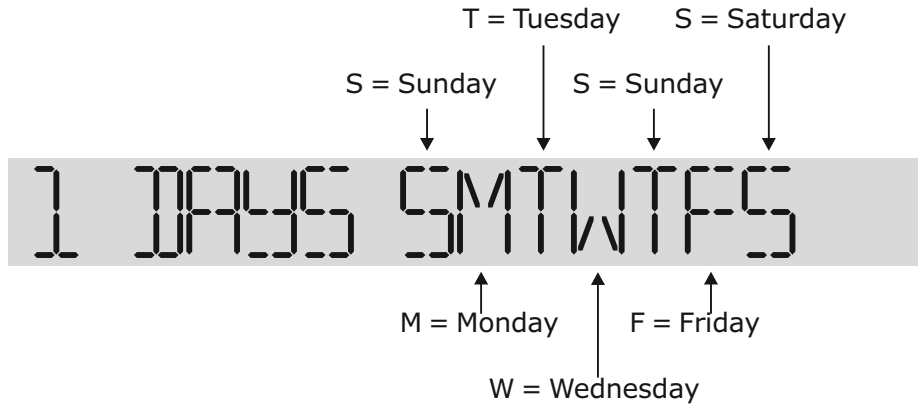 T = Tuesday S = Saturday
S = Sunday S = Sunday
1 DAYS SMTWTFS
M = Monday F = Friday
W = Wednesday